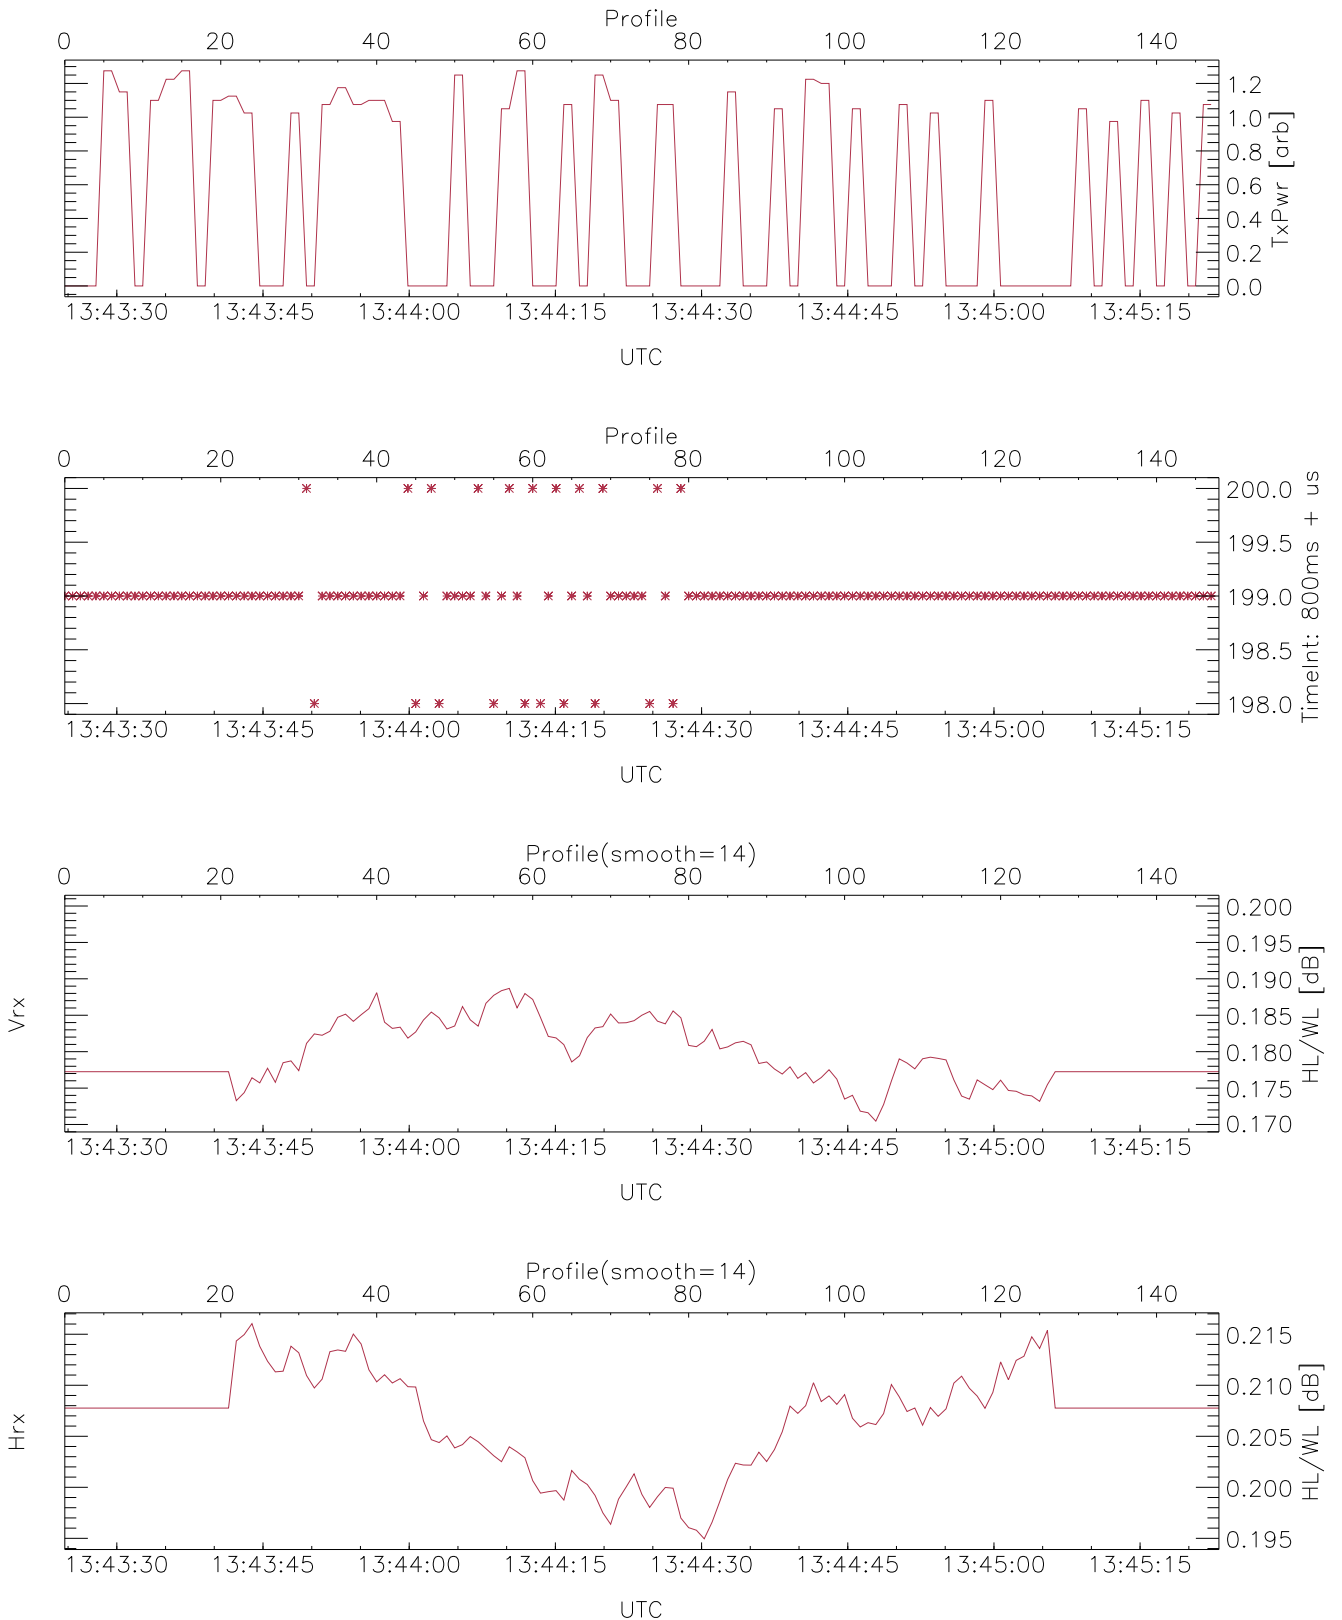 Profile
0 20 40 60 80 100 120 140
1.2
1.0
0.8
0.6
0.4
0.2
0.0
TxPwr [arb]
13:43:30 13:43:45 13:44:00 13:44:15 13:44:30 13:44:45 13:45:00 13:45:15
UTC
Profile
0 20 40 60 80 100 120 140
200.0
199.5
199.0
198.5
198.0
TimeInt: 800ms + us
13:43:30 13:43:45 13:44:00 13:44:15 13:44:30 13:44:45 13:45:00 13:45:15
UTC
Profile(smooth=14)
0 20 40 60 80 100 120 140
Vrx
0.200
0.195
0.190
0.185
0.180
0.175
0.170
HL/WL [dB]
13:43:30 13:43:45 13:44:00 13:44:15 13:44:30 13:44:45 13:45:00 13:45:15
UTC
Profile(smooth=14)
0 20 40 60 80 100 120 140
Hrx
0.215
0.210
0.205
0.200
0.195
HL/WL [dB]
13:43:30 13:43:45 13:44:00 13:44:15 13:44:30 13:44:45 13:45:00 13:45:15
UTC